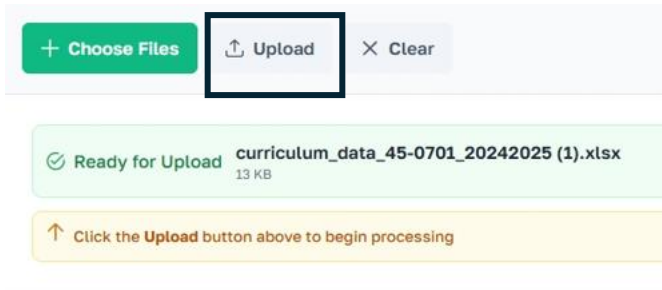 + Choose Files Upload × Clear
Ready for Upload curriculum_data_45-0701_20242025 (1).xlsx
13 KB
Click the Upload button above to begin processing